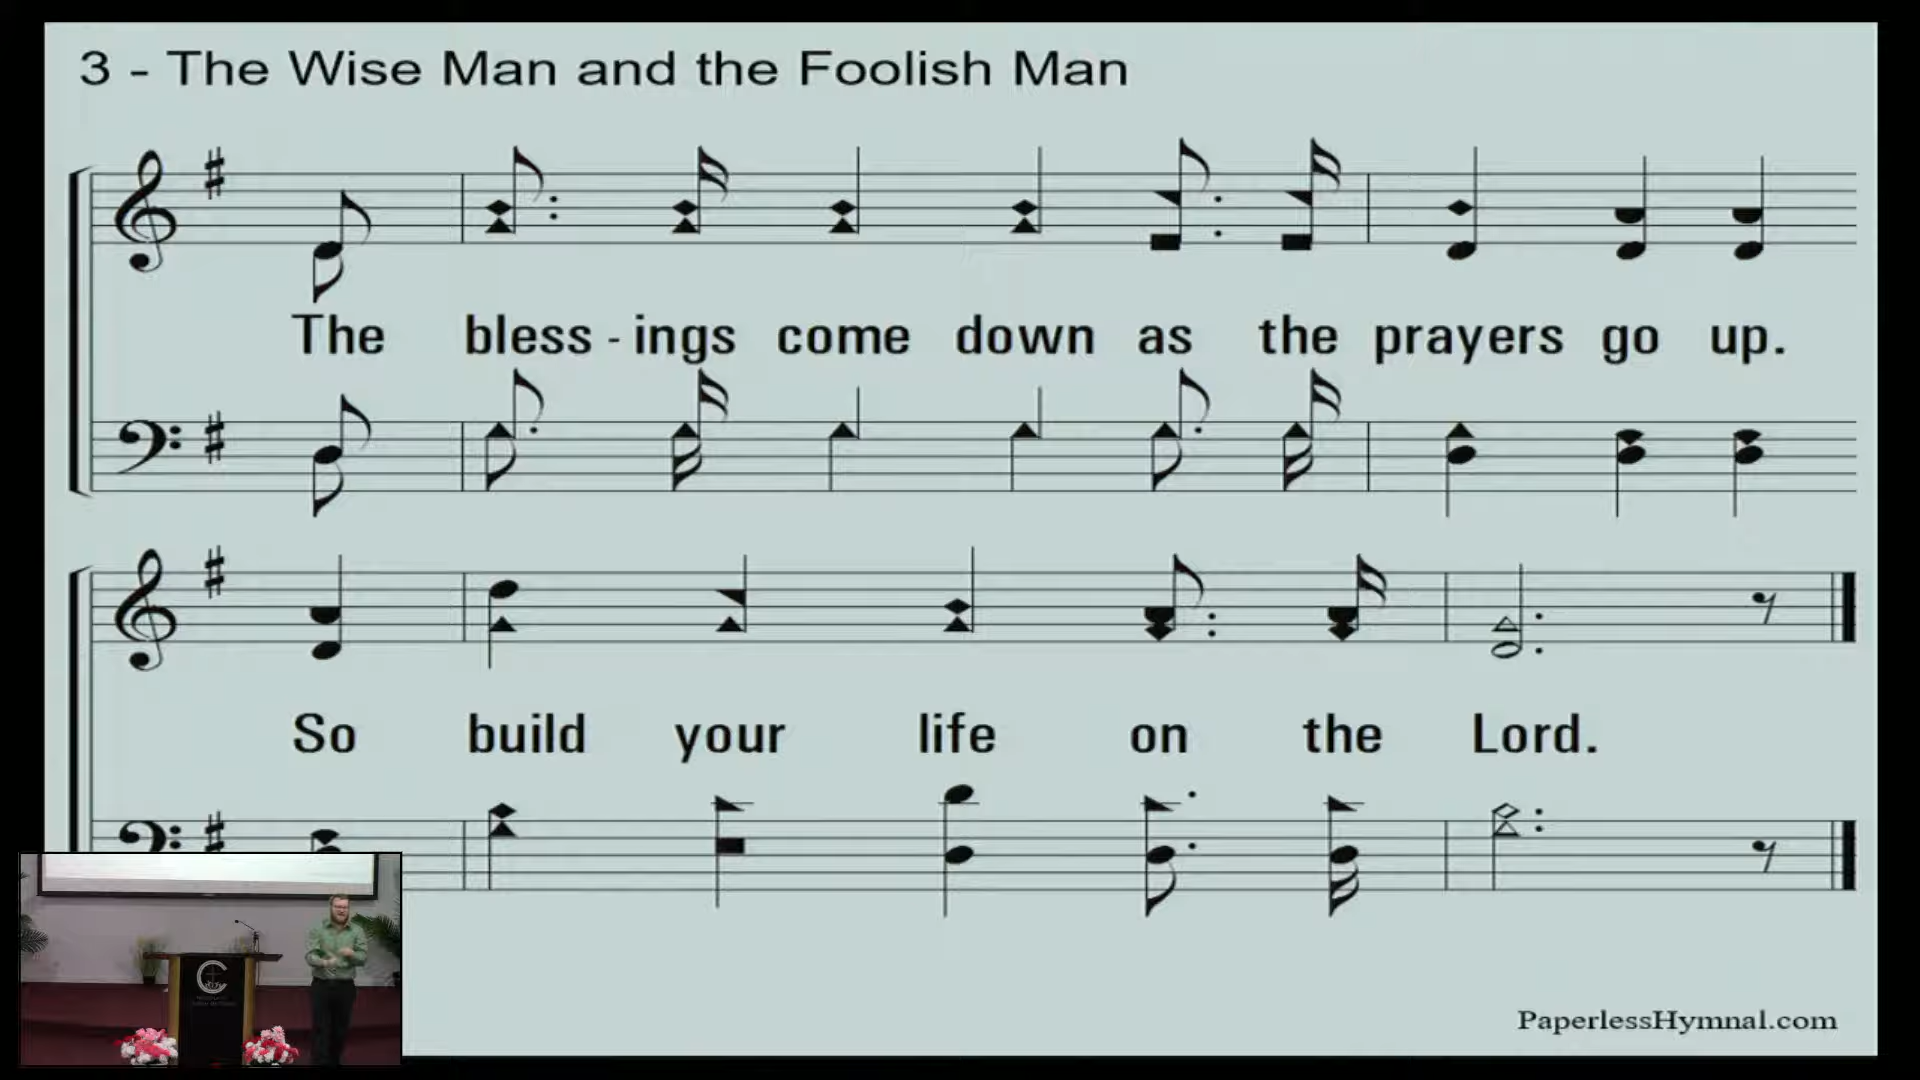 3 - The Wise Man and the Foolish Man
The bless - ings come down as the prayers go up.
So build your life on the Lord.
PaperlessHymnal.com